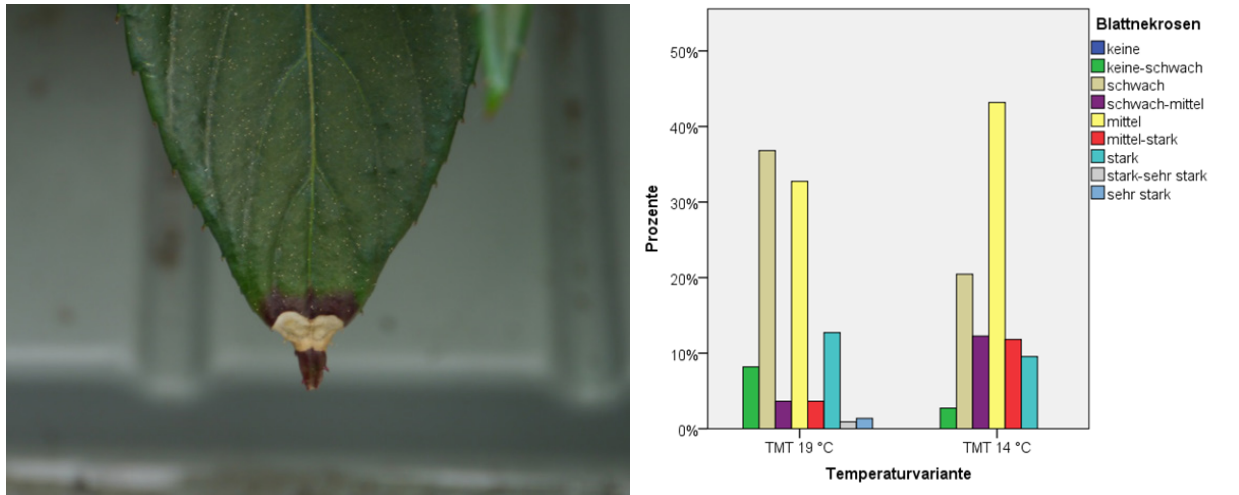 Blattnekrosen
keine
keine-schwach
schwach
schwach-mittel
mittel
mittel-stark
stark
stark-sehr stark
sehr stark
50%
40%
30%
20%
10%
0%
Prozente
TMT 19 °C TMT 14 °C
Temperaturvariante